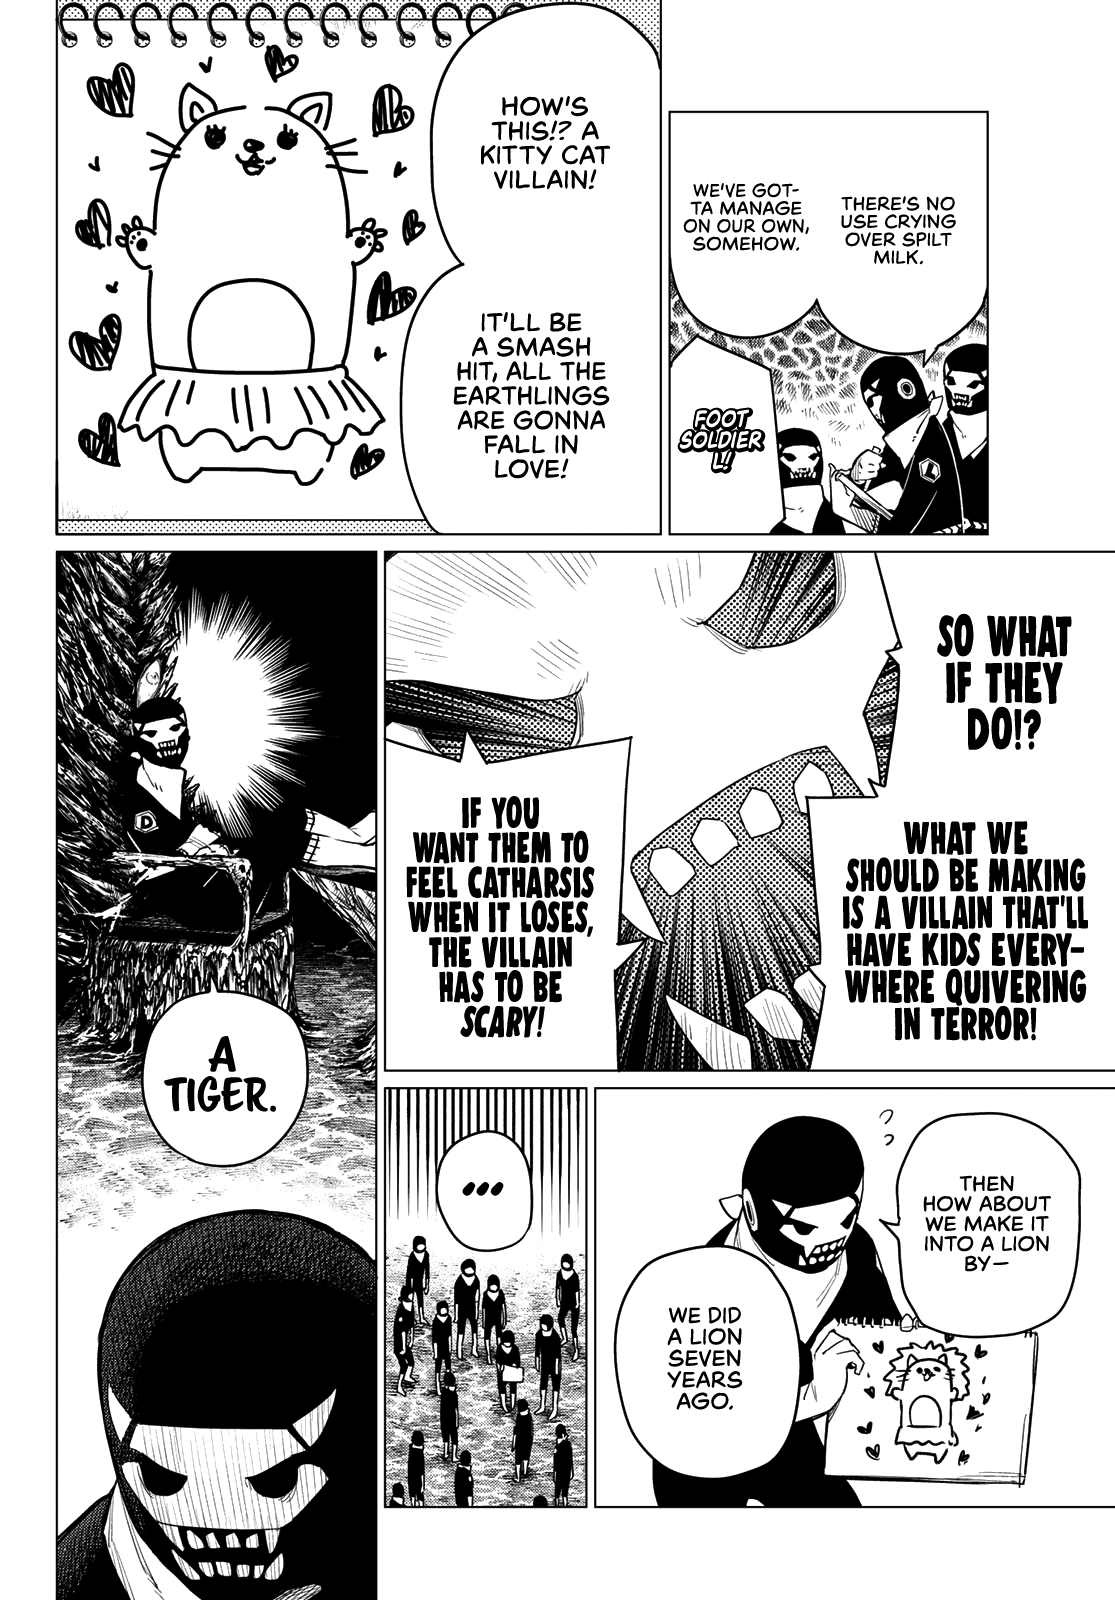 THERE'S NO
USE CRYING
OVER SPILT
MILK.
WE'VE GOT-
TA MANAGE
ON OUR OWN,
SOMEHOW.
FOOT
SOLDIER
L!
L
HOW'S
THIS!? A
KITTY CAT
VILLAIN!
IT'LL BE
A SMASH
HIT, ALL THE
EARTHLINGS
ARE GONNA
FALL IN
LOVE!
SO WHAT
IF THEY
DO!?
WHAT WE
SHOULD BE MAKING
IS A VILLAIN THAT'LL
HAVE KIDS EVERY-
WHERE QUIVERING
IN TERROR!
IF YOU
WANT THEM TO
FEEL CATHARSIS
WHEN IT LOSES,
THE VILLAIN
HAS TO BE
SCARY!
THEN
HOW ABOUT
WE MAKE IT
INTO A LION
BY—
WE DID
A LION
SEVEN
YEARS
AGO.
...
D
A
TIGER.